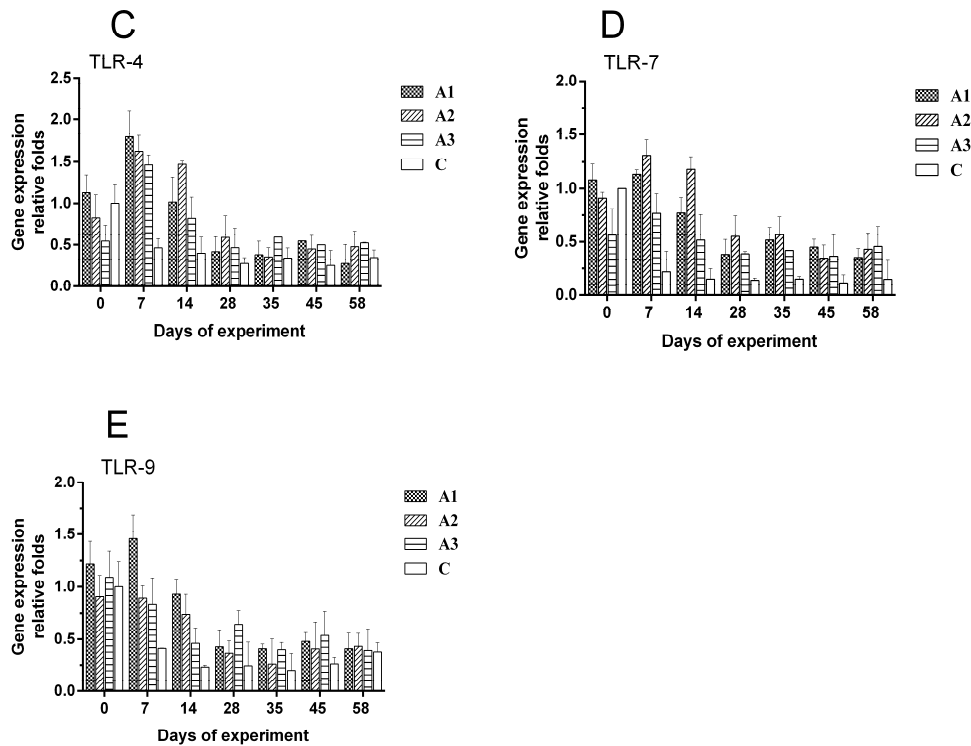 C
TLR-4
Gene expression
relative folds
2.5
2.0
1.5
1.0
0.5
0.0
0 7 14 28 35 45 58
Days of experiment
A1
A2
A3
C
D
TLR-7
Gene expression
relative folds
2.0
1.5
1.0
0.5
0.0
0 7 14 28 35 45 58
Days of experiment
A1
A2
A3
C
E
TLR-9
Gene expression
relative folds
2.0
1.5
1.0
0.5
0.0
0 7 14 28 35 45 58
Days of experiment
A1
A2
A3
C